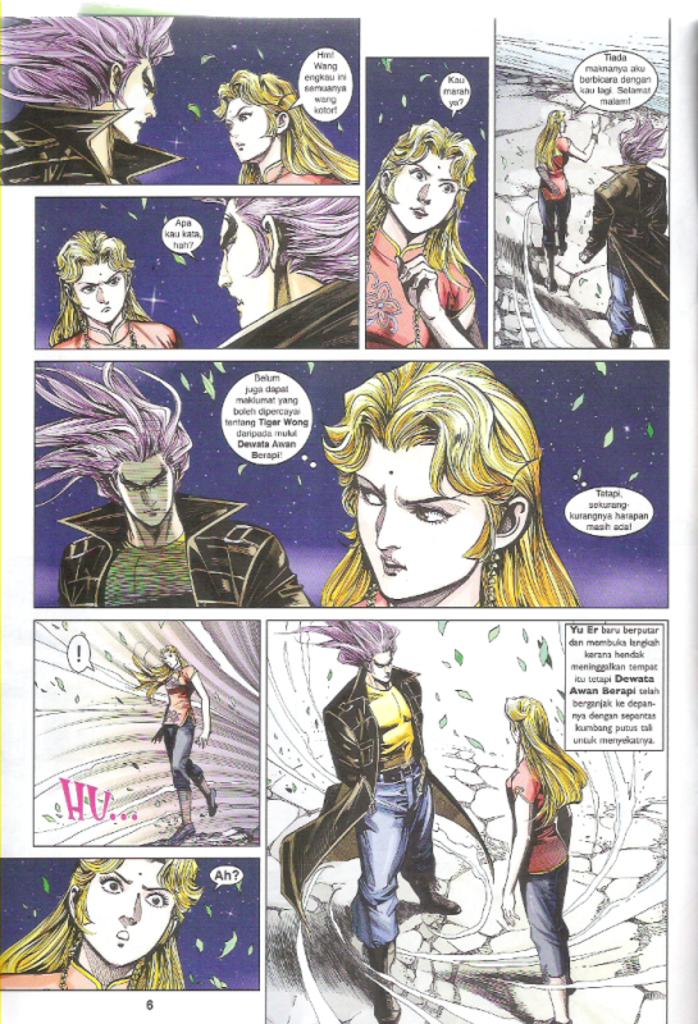 Hm!
Wang
engkau ini
semuanya
wang
kotor!
Apa
kau kata,
hah?
Kau
marah
ya?
Tiada
maknanya aku
berbicara dengan
kau lagi. Selamat
malam!
Belum
juga dapat
maklumat yang
boleh dipercayai
tentang Tiger Wong
daripada mulut
Dewata Awan
Berapi!
Tetapi,
sekurang-
kurangnya harapan
masih ada!
!
HU...
Ah?
Yu Er baru berputar
dan membuka langkah
kerana hendak
meninggalkan tempat
itu tetapi Dewata
Awan Berapi telah
berganjak ke depan-
nya dengan sepantas
kumbang putus tali
untuk menyekatnya.
6